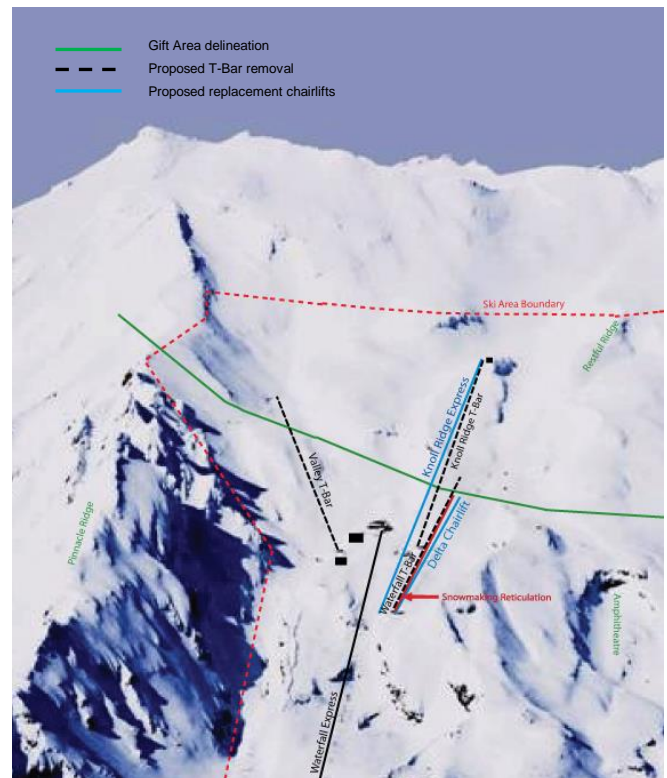 Gift Area delineation
Proposed T-Bar removal
Proposed replacement chairlifts
Ski Area Boundary
Restful Ridge
Knoll Ridge Express
Knoll Ridge T-Bar
Valley T-Bar
Pinnacle Ridge
Delta Chairlift
Waterfall T-Bar
Snowmaking Reticulation
Amphitheatre
Waterfall Express